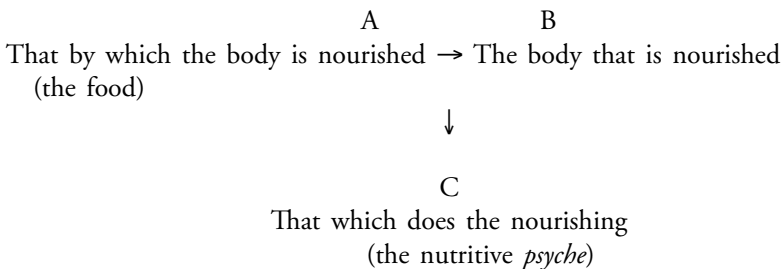 A B
That by which the body is nourished → The body that is nourished
(the food)
↓
C
That which does the nourishing
(the nutritive psyche)